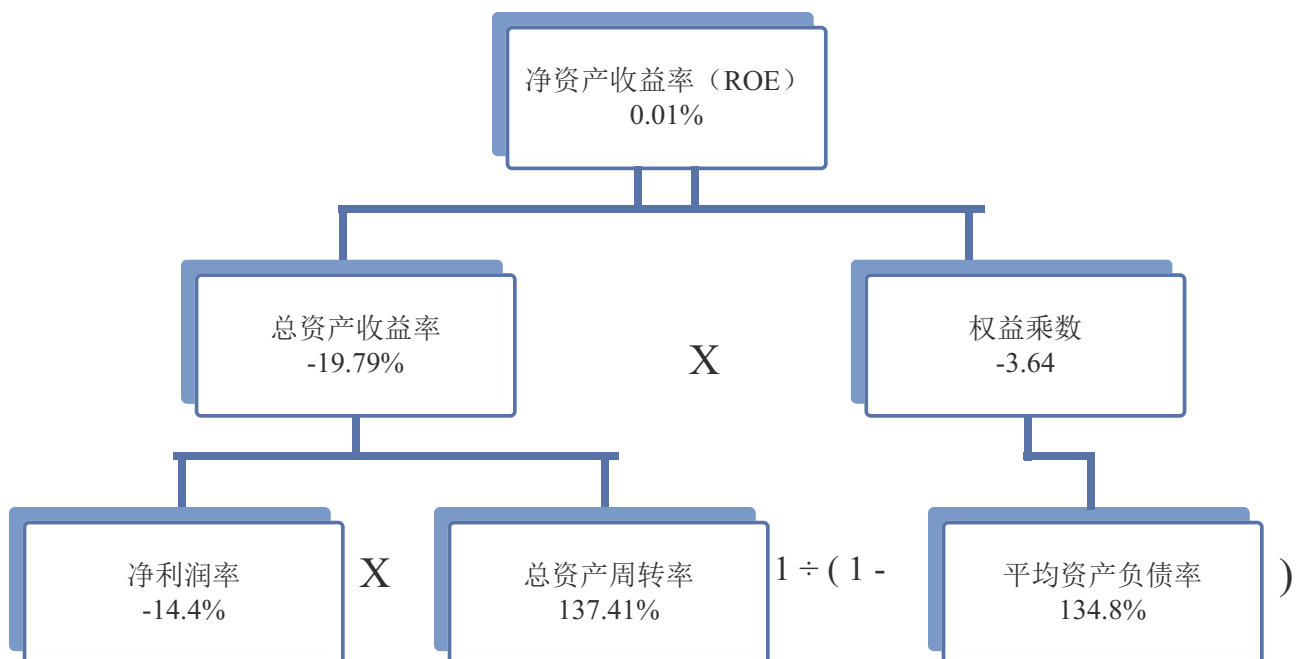 净资产收益率（ROE）
0.01%
总资产收益率
-19.79%
X
权益乘数
-3.64
净利润率
-14.4%
X
总资产周转率
137.41%
1 ÷ ( 1 -
平均资产负债率
134.8%
)